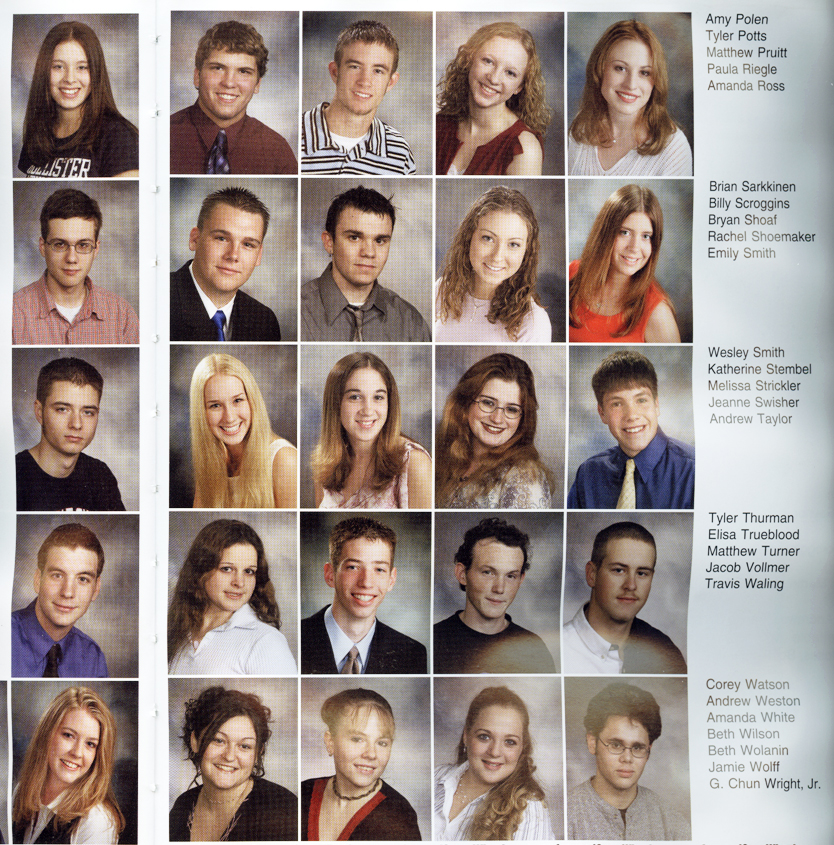 Amy Polen
Tyler Potts
Matthew Pruitt
Paula Riegle
Amanda Ross
LLISTER
Brian Sarkkinen
Billy Scroggins
Bryan Shoaf
Rachel Shoemaker
Emily Smith
Wesley Smith
Katherine Stembel
Melissa Strickler
Jeanne Swisher
Andrew Taylor
Tyler Thurman
Elisa Trueblood
Matthew Turner
Jacob Vollmer
Travis Waling
Corey Watson
Andrew Weston
Amanda White
Beth Wilson
Beth Wolanin
Jamie Wolff
G. Chun Wright, Jr.